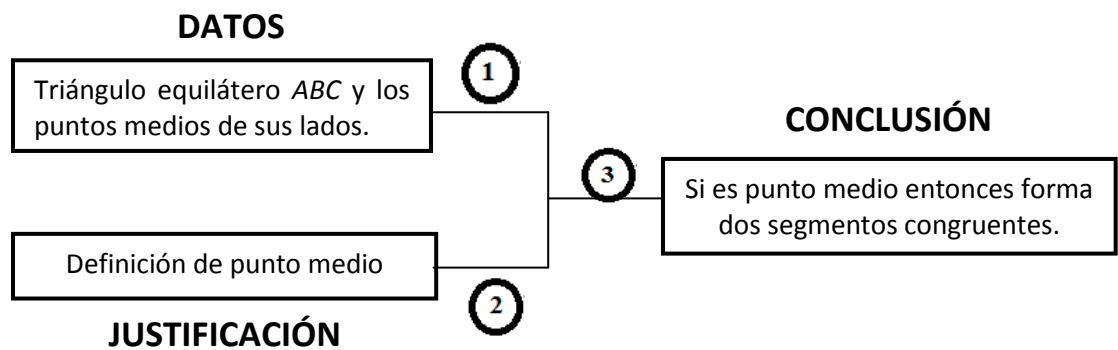 DATOS
1
Triángulo equilátero ABC y los
puntos medios de sus lados.
CONCLUSIÓN
3
Si es punto medio entonces forma
dos segmentos congruentes.
Definición de punto medio
2
JUSTIFICACIÓN